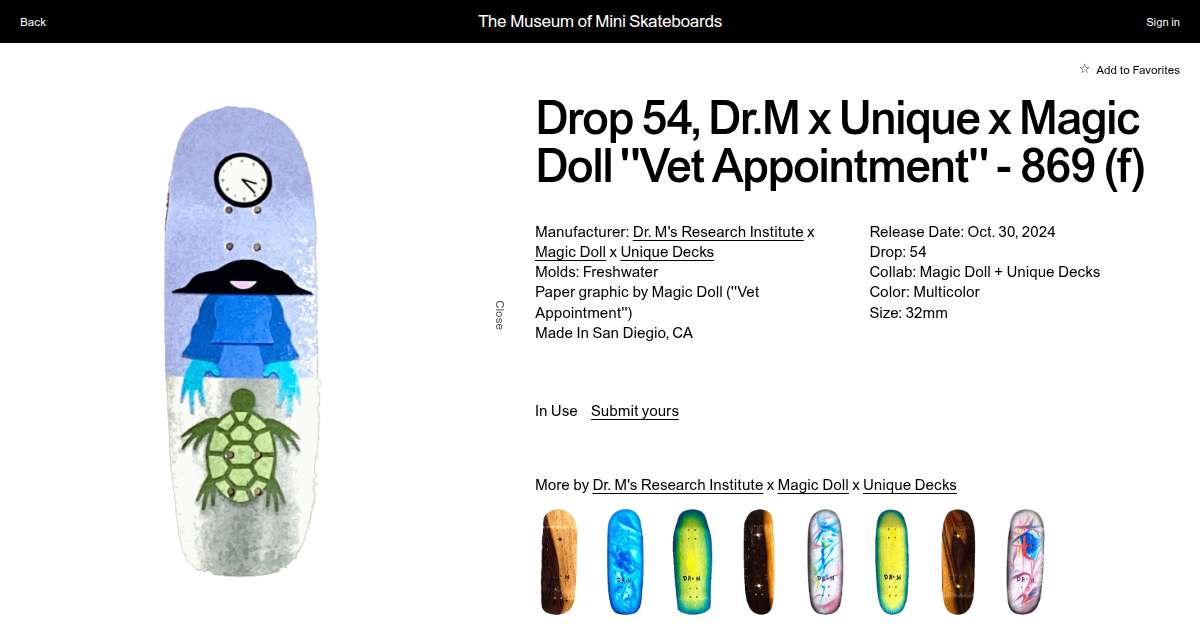 Back
The Museum of Mini Skateboards
Sign in
☆ Add to Favorites
Drop 54, Dr.M x Unique x Magic
Doll "Vet Appointment" - 869 (f)
Manufacturer: Dr. M's Research Institute x
Magic Doll x Unique Decks
Molds: Freshwater
Paper graphic by Magic Doll ("Vet
Appointment")
Made In San Diegio, CA
Release Date: Oct. 30, 2024
Drop: 54
Collab: Magic Doll + Unique Decks
Color: Multicolor
Size: 32mm
Close
In Use Submit yours
More by Dr. M's Research Institute x Magic Doll x Unique Decks